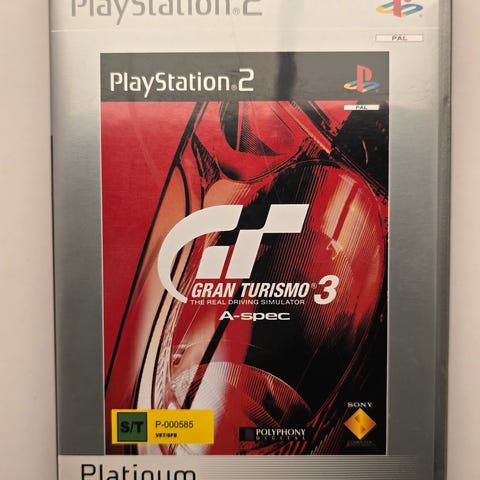 PlayStation 2
PAL
PlayStation 2
PAL
GRAN TURISMO 3
THE REAL DRIVING SIMULATOR
A-spec
S/T P-000585
VET/SFB
POLYPHONY
DIGITAL
SONY
COMPUTER
Platinum